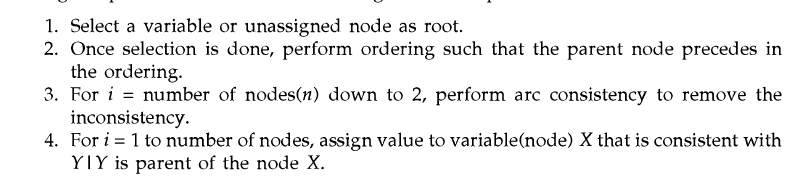 1. Select a variable or unassigned node as root.
2. Once selection is done, perform ordering such that the parent node precedes in
the ordering.
3. For i = number of nodes(n) down to 2, perform arc consistency to remove the
inconsistency.
4. For i = 1 to number of nodes, assign value to variable(node) X that is consistent with
Y|Y is parent of the node X.